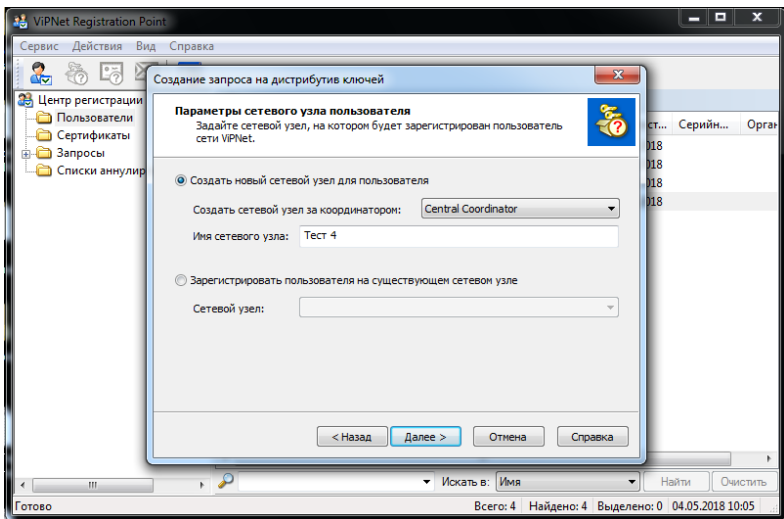 ViPNet Registration Point
Сервис Действия Вид Справка
Создание запроса на дистрибутив ключей
Центр регистрации
Пользователи
Сертификаты
Запросы
Списки аннулир
Параметры сетевого узла пользователя
Задайте сетевой узел, на котором будет зарегистрирован пользователь
сети ViPNet.
ст... Серийн... Орган
018
018
018
018
Создать новый сетевой узел для пользователя
Создать сетевой узел за координатором: Central Coordinator
Имя сетевого узла: Тест 4
Зарегистрировать пользователя на существующем сетевом узле
Сетевой узел:
< Назад Далее > Отмена Справка
Искать в: Имя Найти Очистить
Готово Всего: 4 Найдено: 4 Выделено: 0 04.05.2018 10:05